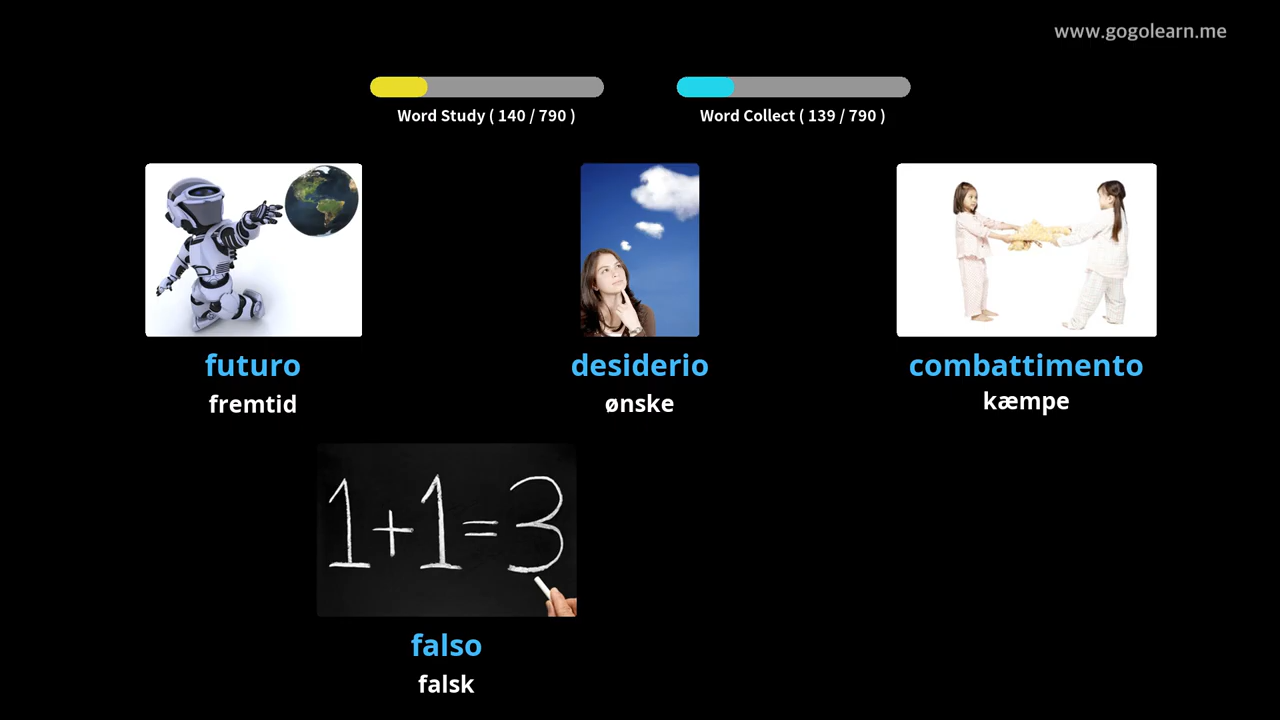 www.gogolearn.me
Word Study ( 140 / 790 )
Word Collect ( 139 / 790 )
futuro
fremtid
desiderio
ønske
combattimento
kæmpe
1+1=3
falso
falsk